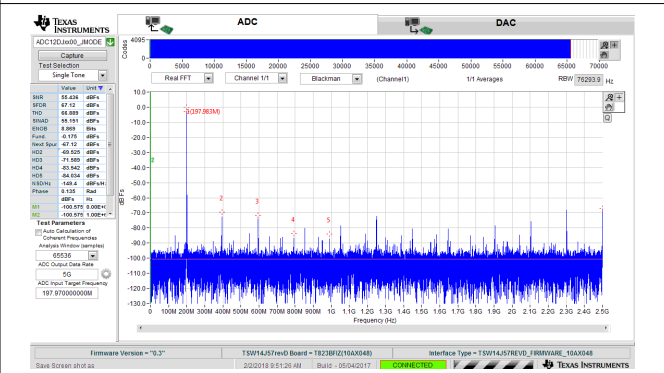 TEXAS INSTRUMENTS
ADC
DAC
ADC12DJxx00_JMODE
Capture
Test Selection
Single Tone
Value Unit
SNR 55.436 dBFs
SFDR 67.12 dBFs
THD 66.889 dBFs
SINAD 55.151 dBFs
ENOB 8.869 Bits
Fund. -0.175 dBFs
Next Spur -67.12 dBFs
HD2 -69.525 dBFs
HD3 -71.589 dBFs
HD4 -83.542 dBFs
HD5 -84.034 dBFs
NSD/Hz -149.4 dBFs/H
Phase 0.135 Rad
dBFs Hz
M1 -100.575 0.00E+0
M2 -100.575 1.00E+0
Test Parameters
Auto Calculation of
Coherent Frequencies
Analysis Window (samples)
65536
ADC Output Data Rate
5G
ADC Input Target Frequency
197.970000000M
Codes
4095
0
0 5000 10000 15000 20000 25000 30000 35000 40000 45000 50000 55000 60000 65000 70000
Real FFT
Channel 1/1
Blackman
(Channel1)
1/1 Averages
RBW 76293.9 Hz
Q
dBFs
10.0
0.0
-10.0
-20.0
-30.0
-40.0
-50.0
-60.0
-70.0
-80.0
-90.0
-100.0
-110.0
-120.0
-130.0
1(197.983M)
2
3
4
5
0 100M 200M 300M 400M 500M 600M 700M 800M 900M 1G 1.1G 1.2G 1.3G 1.4G 1.5G 1.6G 1.7G 1.8G 1.9G 2G 2.1G 2.2G 2.3G 2.4G 2.5G
Frequency (Hz)
Firmware Version = "0.3"
TSW14J57revD Board = T823BFIZ(10AX048)
Interface Type = TSW14J57REVD_FIRMWARE_10AX048
Save Screen shot as
2/2/2018 9:51:26 AM
Build - 05/04/2017
CONNECTED
TEXAS INSTRUMENTS